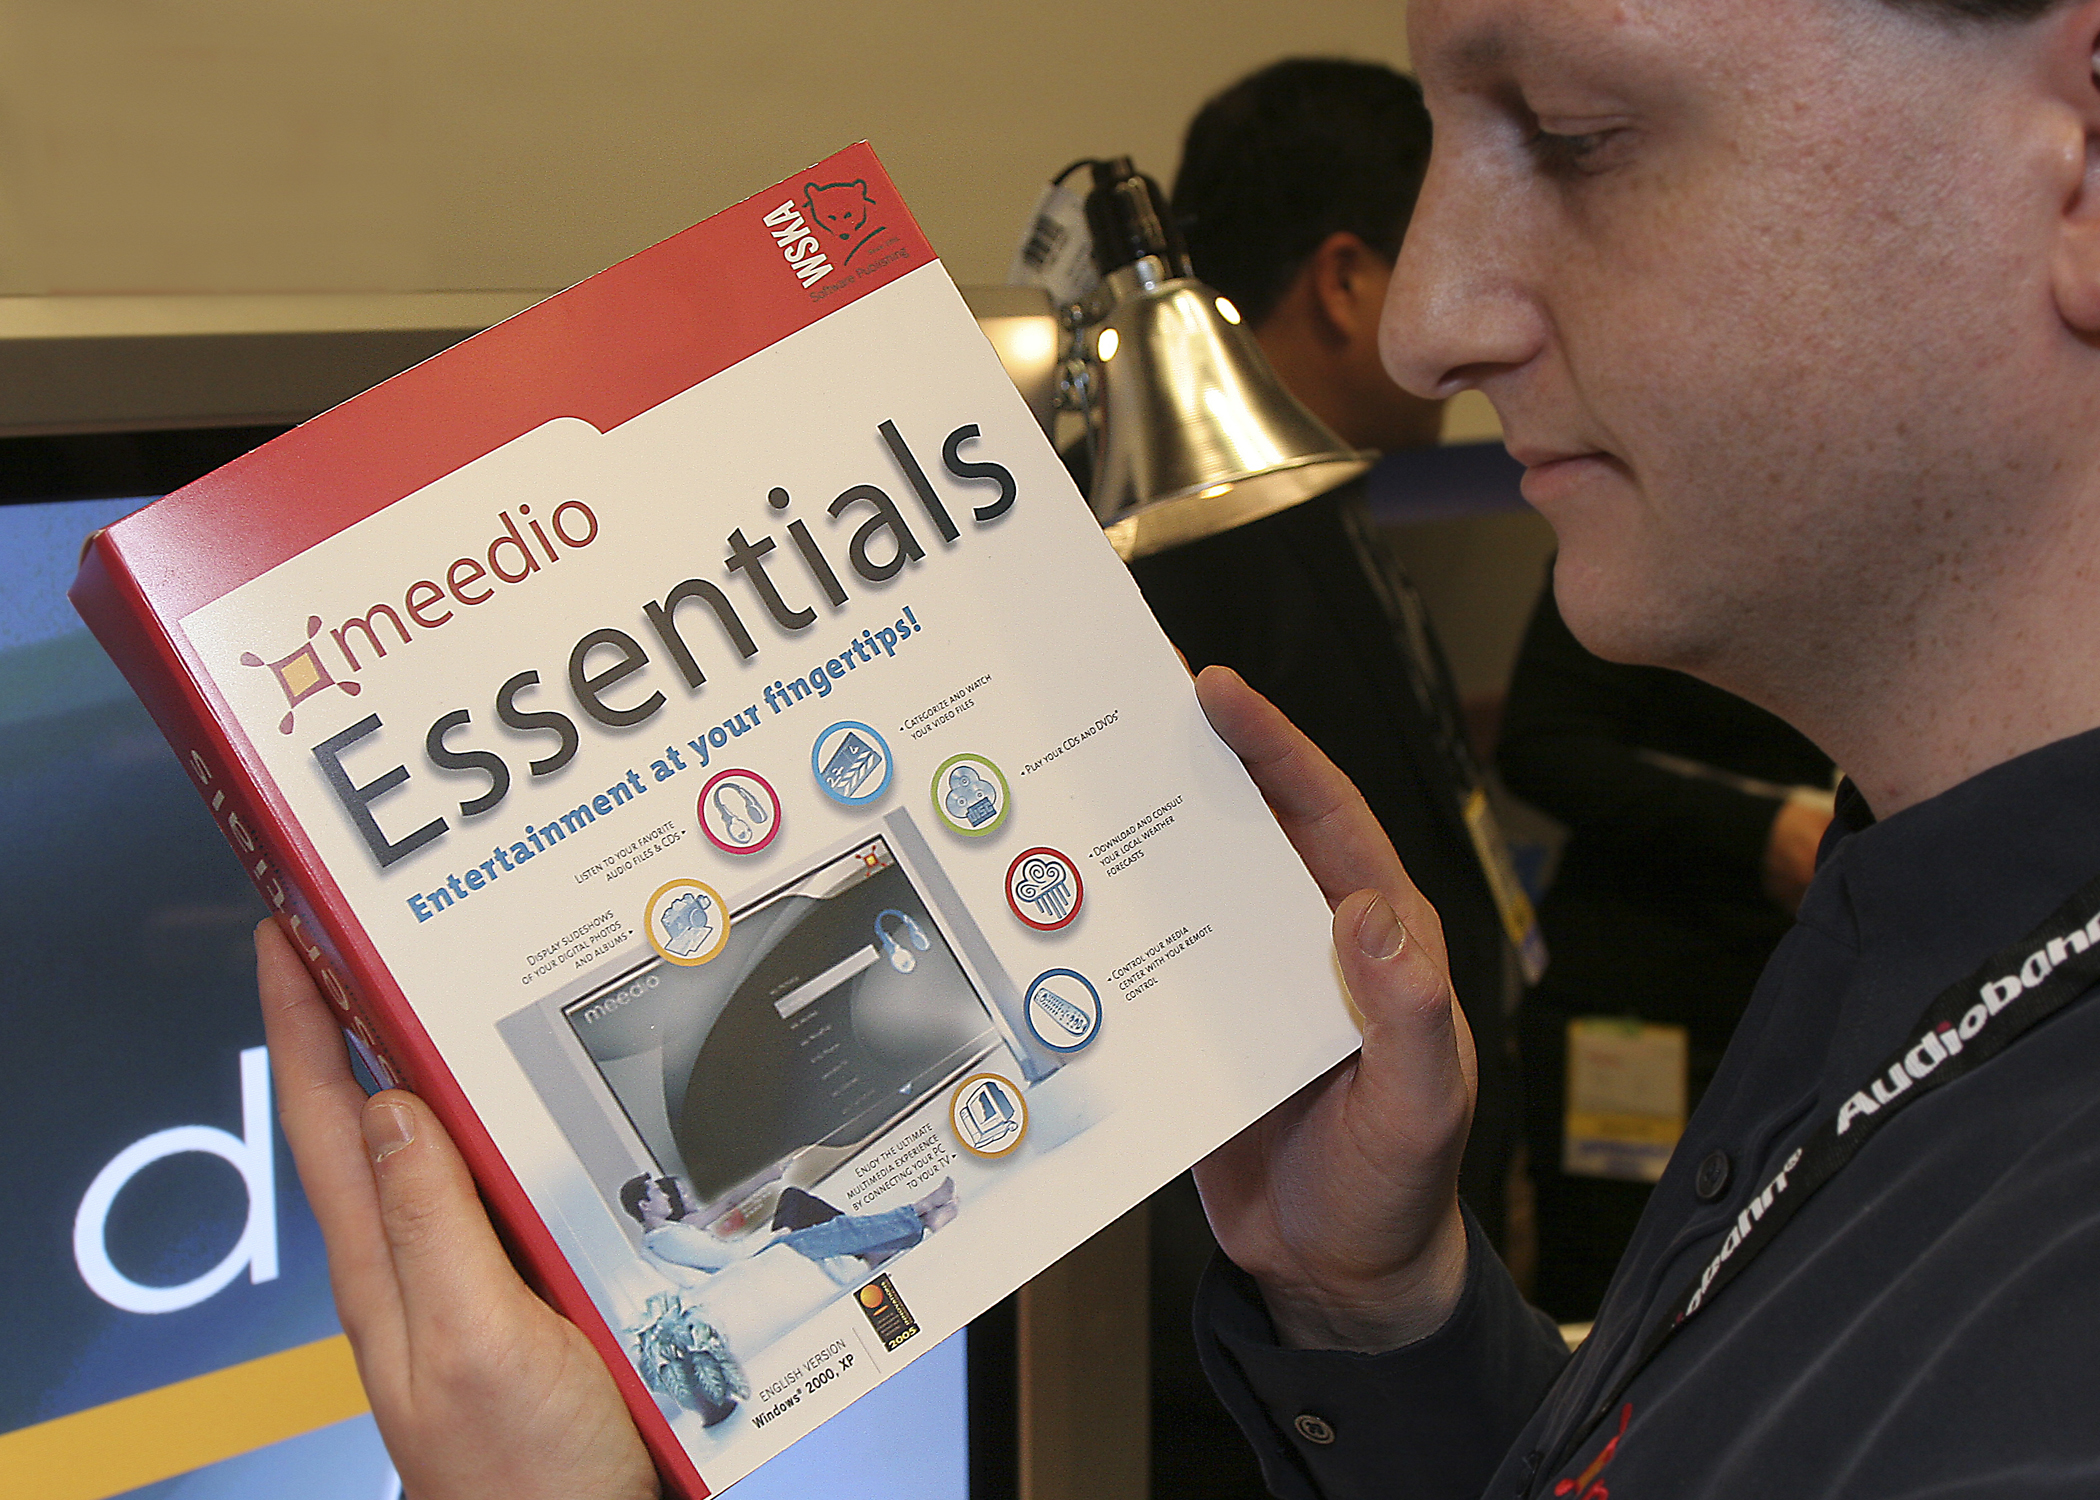 WSKA
Software Publishing
meedio
Essentials
Entertainment at your fingertips!
CATEGORIZE AND WATCH
YOUR VIDEO FILES
PLAY YOUR CDS AND DVDS*
LISTEN TO YOUR FAVORITE
AUDIO FILES & CDS
DOWNLOAD AND CONSULT
YOUR LOCAL WEATHER
FORECASTS
DISPLAY SLIDESHOWS
OF YOUR DIGITAL PHOTOS
AND ALBUMS
CONTROL YOUR MEDIA
CENTER WITH YOUR REMOTE
CONTROL
meedio
ENJOY THE ULTIMATE
MULTIMEDIA EXPERIENCE
BY CONNECTING YOUR PC
TO YOUR TV
ENGLISH VERSION
Windows® 2000, XP
INNOVATIONS
2005
Essentials
d
Audiobahn
Audiobahn®